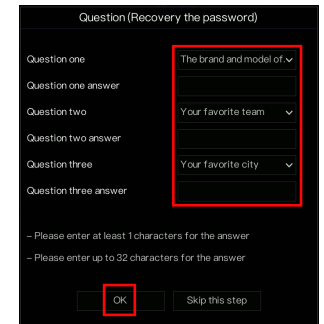 Question (Recovery the password)
Question one The brand and model of.
Question one answer
Question two Your favorite team
Question two answer
Question three Your favorite city
Question three answer
– Please enter at least 1 characters for the answer
– Please enter up to 32 characters for the answer
OK Skip this step